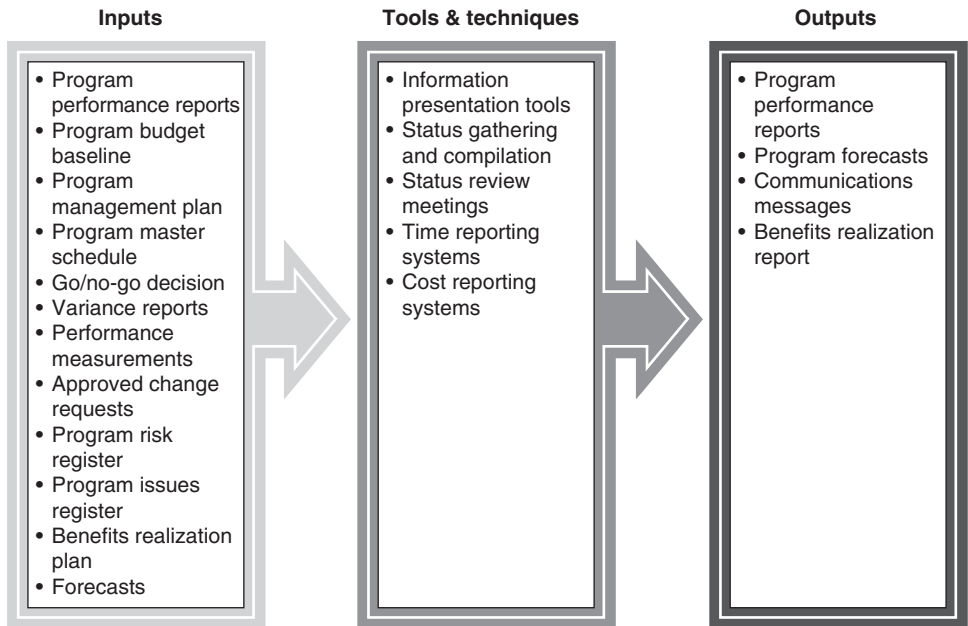 Inputs
• Program
performance reports
• Program budget
baseline
• Program
management plan
• Program master
schedule
• Go/no-go decision
• Variance reports
• Performance
measurements
• Approved change
requests
• Program risk
register
• Program issues
register
• Benefits realization
plan
• Forecasts
Tools & techniques
• Information
presentation tools
• Status gathering
and compilation
• Status review
meetings
• Time reporting
systems
• Cost reporting
systems
Outputs
• Program
performance
reports
• Program forecasts
• Communications
messages
• Benefits realization
report